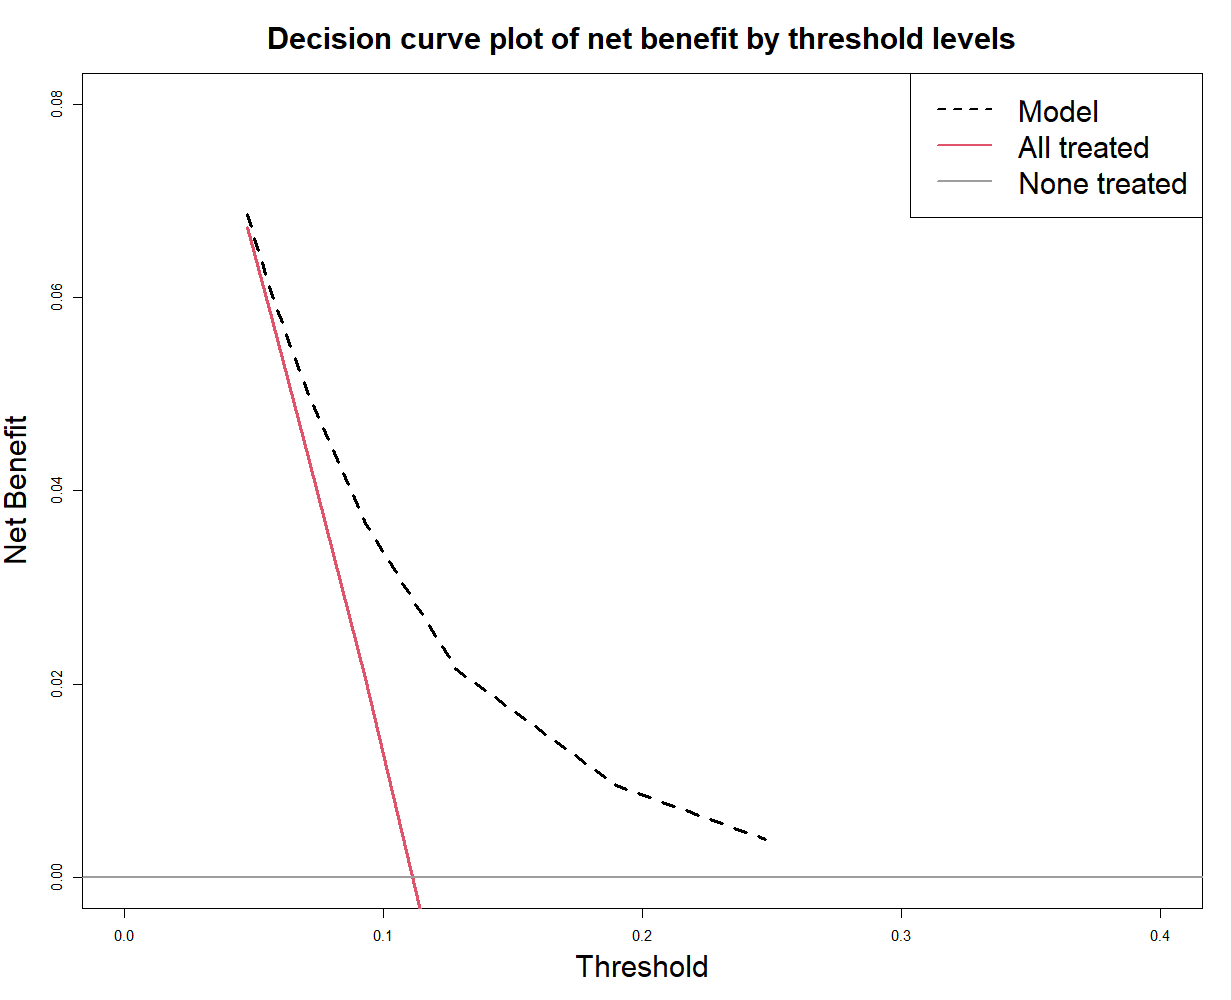 Decision curve plot of net benefit by threshold levels
Model
All treated
None treated
Net Benefit
0.08
0.06
0.04
0.02
0.00
0.0
0.1
0.2
0.3
0.4
Threshold